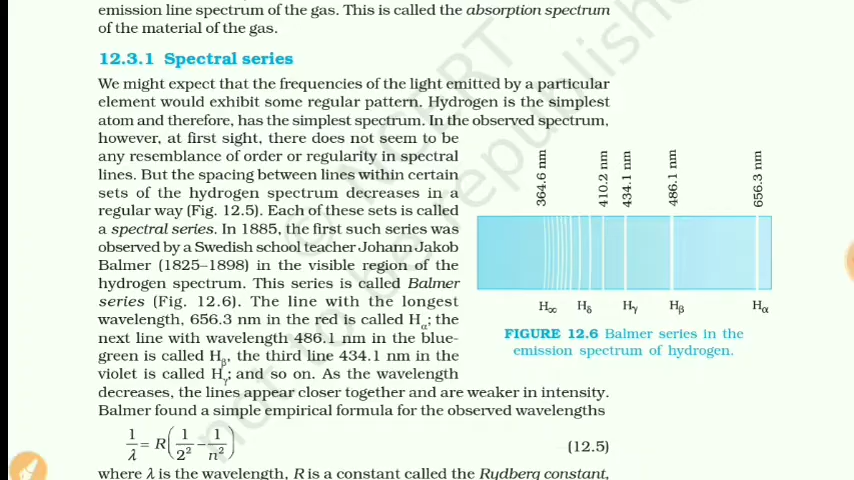 emission line spectrum of the gas. This is called the absorption spectrum
of the material of the gas.
12.3.1 Spectral series
We might expect that the frequencies of the light emitted by a particular
element would exhibit some regular pattern. Hydrogen is the simplest
atom and therefore, has the simplest spectrum. In the observed spectrum,
however, at first sight, there does not seem to be
any resemblance of order or regularity in spectral
lines. But the spacing between lines within certain
sets of the hydrogen spectrum decreases in a
regular way (Fig. 12.5). Each of these sets is called
a spectral series. In 1885, the first such series was
observed by a Swedish school teacher Johann Jakob
Balmer (1825–1898) in the visible region of the
hydrogen spectrum. This series is called Balmer
series (Fig. 12.6). The line with the longest
wavelength, 656.3 nm in the red is called Hα; the
next line with wavelength 486.1 nm in the blue-
green is called Hβ, the third line 434.1 nm in the
violet is called Hγ; and so on. As the wavelength
decreases, the lines appear closer together and are weaker in intensity.
Balmer found a simple empirical formula for the observed wavelengths
1/λ = R(1/2² − 1/n²) (12.5)
where λ is the wavelength, R is a constant called the Rydberg constant,
364.6 nm
410.2 nm
434.1 nm
486.1 nm
656.3 nm
H∞ Hδ Hγ Hβ Hα
FIGURE 12.6 Balmer series in the
emission spectrum of hydrogen.
© NCERT
not to be republished